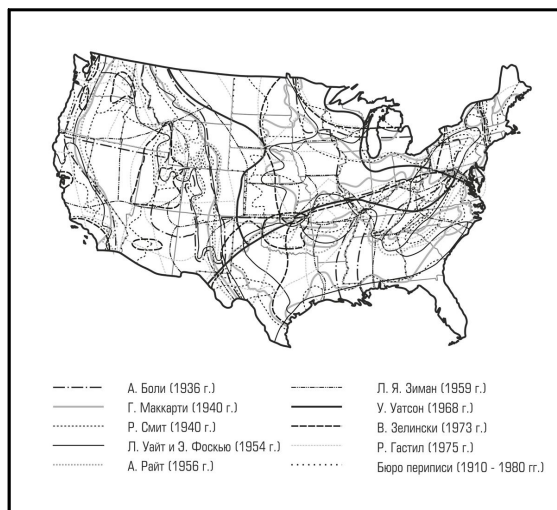 А. Боли (1936 г.)
Г. Маккарти (1940 г.)
Р. Смит (1940 г.)
Л. Уайт и Э. Фоскью (1954 г.)
А. Райт (1956 г.)
Л. Я. Зиман (1959 г.)
У. Уатсон (1968 г.)
В. Зелински (1973 г.)
Р. Гастил (1975 г.)
Бюро периписи (1910 - 1980 гг.)